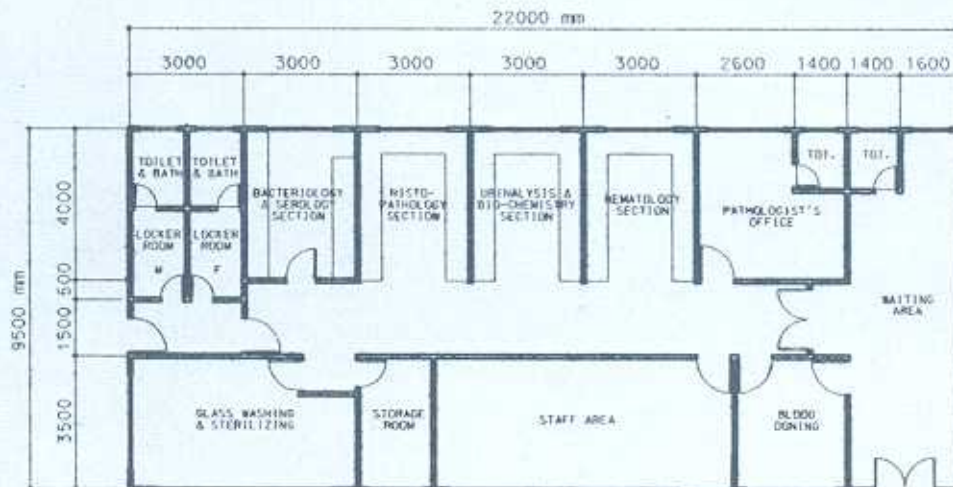 22000 mm
3000 3000 3000 3000 3000 2600 1400 1400 1600
9500 mm
4000
500
1500
3500
TOILET
& BATH
TOILET
& BATH
LOCKER
ROOM
M
LOCKER
ROOM
F
BACTERIOLOGY
& SEROLOGY
SECTION
HISTO-
PATHOLOGY
SECTION
URINALYSIS &
BIO-CHEMISTRY
SECTION
HEMATOLOGY
SECTION
TOI.
TOI.
PATHOLOGIST'S
OFFICE
WAITING
AREA
GLASS WASHING
& STERILIZING
STORAGE
ROOM
STAFF AREA
BLOOD
DONING